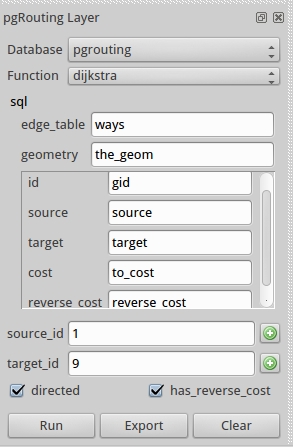 pgRouting Layer
Database pgrouting
Function dijkstra
sql
edge_table ways
geometry the_geom
id gid
source source
target target
cost to_cost
reverse_cost reverse_cost
source_id 1
target_id 9
directed has_reverse_cost
Run Export Clear